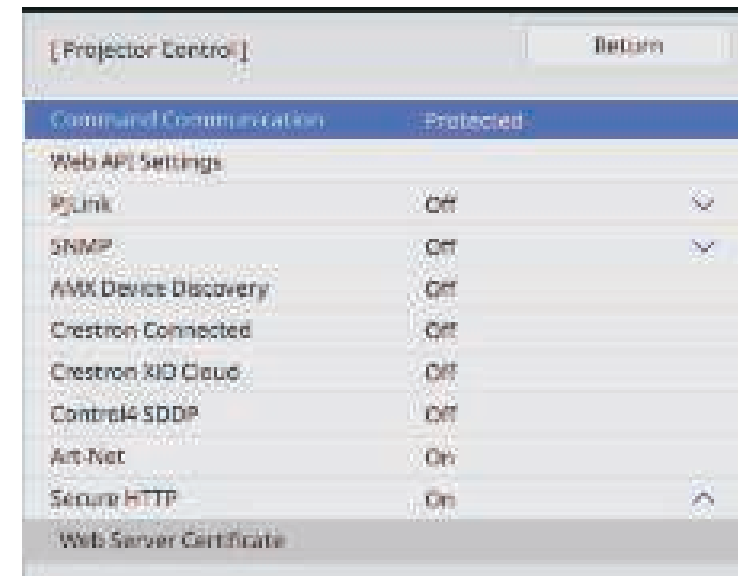 [ Projector Control ] Return
Command Communication Protected
Web API Settings
PJLink Off
SNMP Off
AMX Device Discovery Off
Crestron Connected Off
Crestron XiO Cloud Off
Control4 SDDP Off
Art-Net On
Secure HTTP On
Web Server Certificate